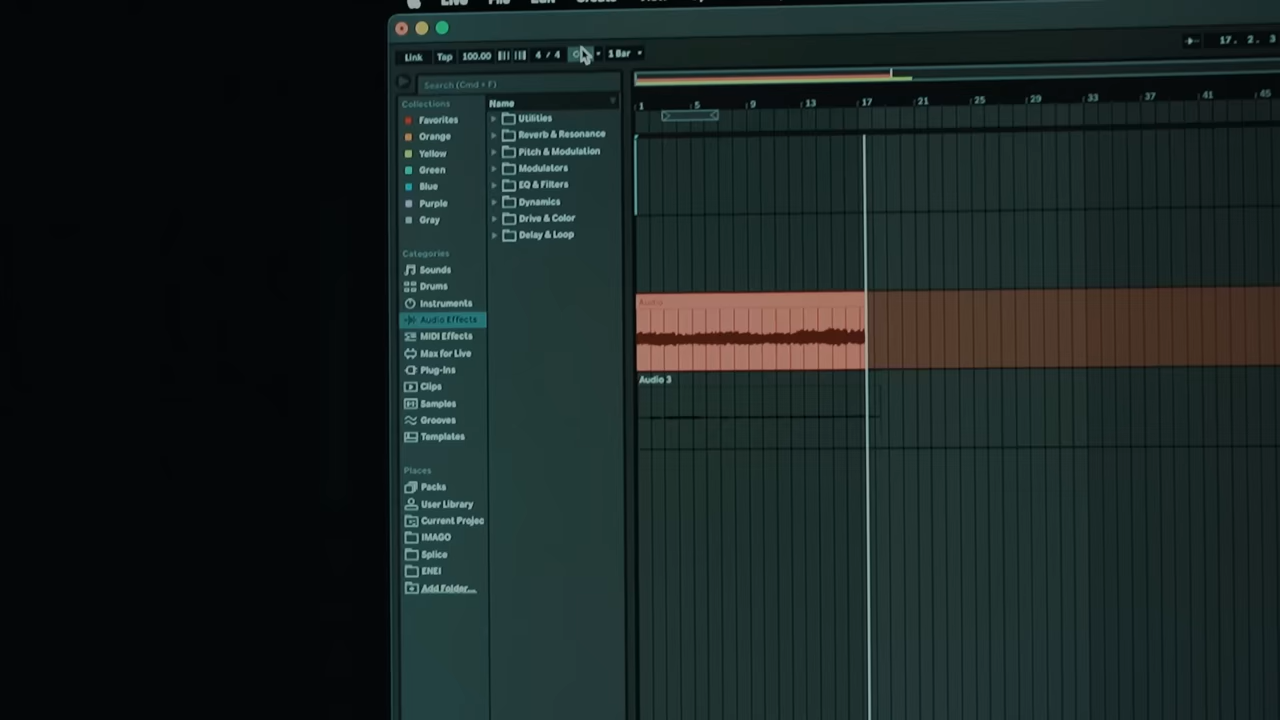 Live File Edit Create
Link Tap 100.00 4 / 4 1 Bar
17. 2. 3
Search (Cmd + F)
Collections
Favorites
Orange
Yellow
Green
Blue
Purple
Gray
Categories
Sounds
Drums
Instruments
Audio Effects
MIDI Effects
Max for Live
Plug-Ins
Clips
Samples
Grooves
Templates
Places
Packs
User Library
Current Projec
IMAGO
Splice
ENEI
Add Folder...
Name
Utilities
Reverb & Resonance
Pitch & Modulation
Modulators
EQ & Filters
Dynamics
Drive & Color
Delay & Loop
1 5 9 13 17 21 25 29 33 37 41 45
Audio
Audio 3